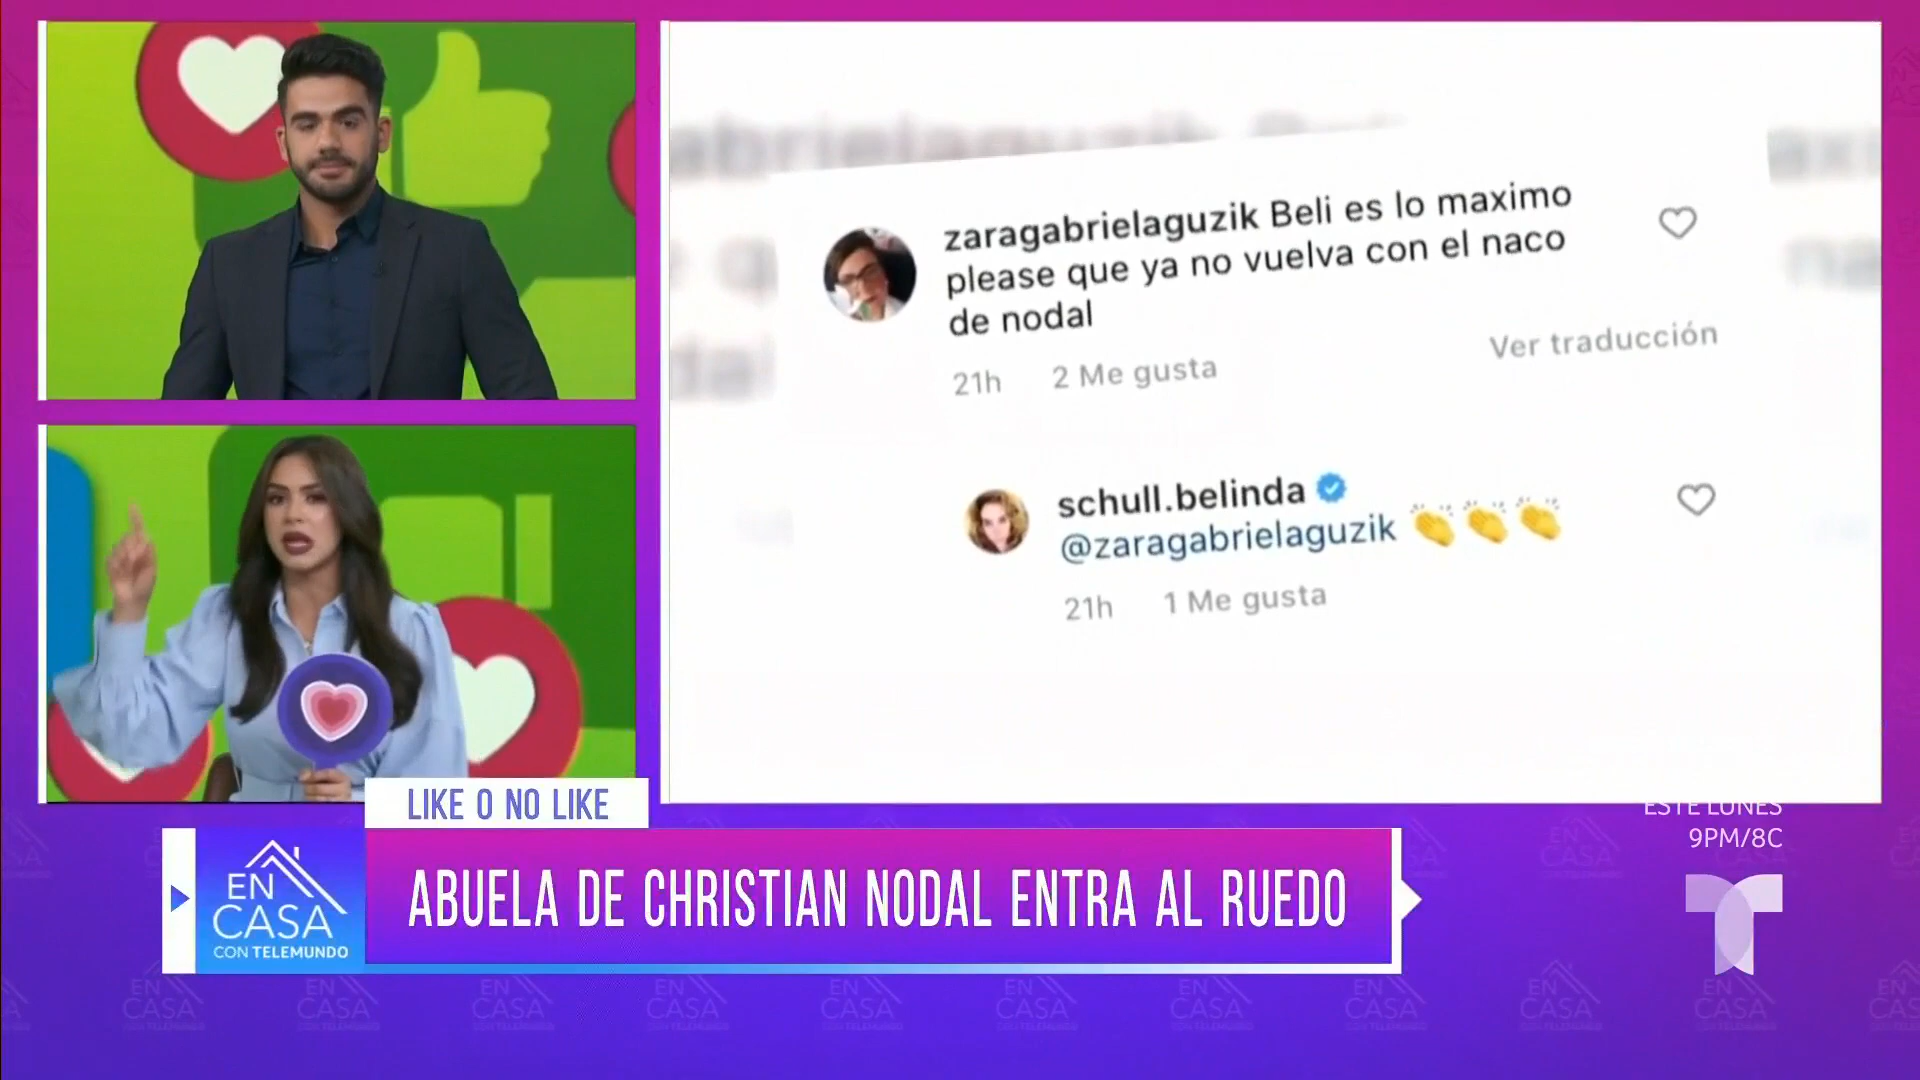 zaragabrielaguzik Beli es lo maximo
please que ya no vuelva con el naco
de nodal
21h 2 Me gusta Ver traducción
schull.belinda
@zaragabrielaguzik 👏👏👏
21h 1 Me gusta
LIKE O NO LIKE
ESTE LUNES
9PM/8C
EN
CASA
CON TELEMUNDO
ABUELA DE CHRISTIAN NODAL ENTRA AL RUEDO